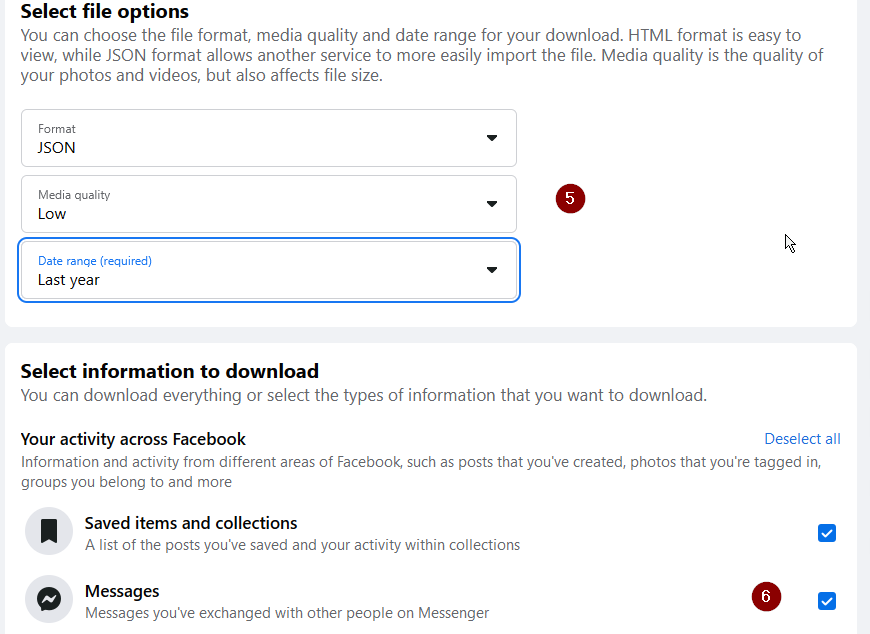 Select file options
You can choose the file format, media quality and date range for your download. HTML format is easy to
view, while JSON format allows another service to more easily import the file. Media quality is the quality of
your photos and videos, but also affects file size.
Format
JSON
Media quality
Low
5
Date range (required)
Last year
Select information to download
You can download everything or select the types of information that you want to download.
Your activity across Facebook
Deselect all
Information and activity from different areas of Facebook, such as posts that you've created, photos that you're tagged in,
groups you belong to and more
Saved items and collections
A list of the posts you've saved and your activity within collections
Messages
6
Messages you've exchanged with other people on Messenger